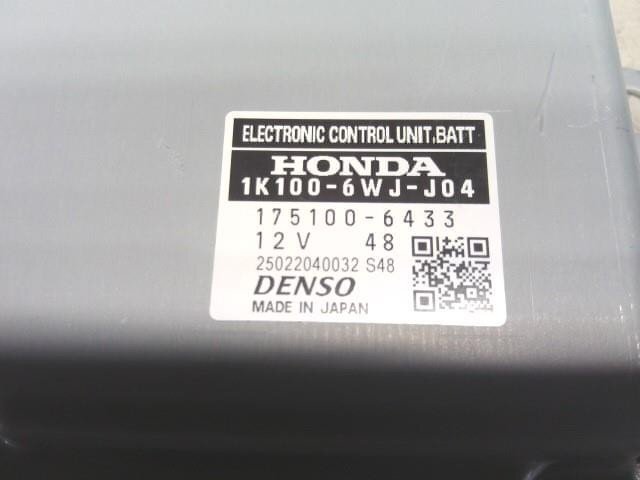 ELECTRONIC CONTROL UNIT,BATT
HONDA
1K100-6WJ-J04
175100-6433
12V 48
25022040032 S48
DENSO
MADE IN JAPAN